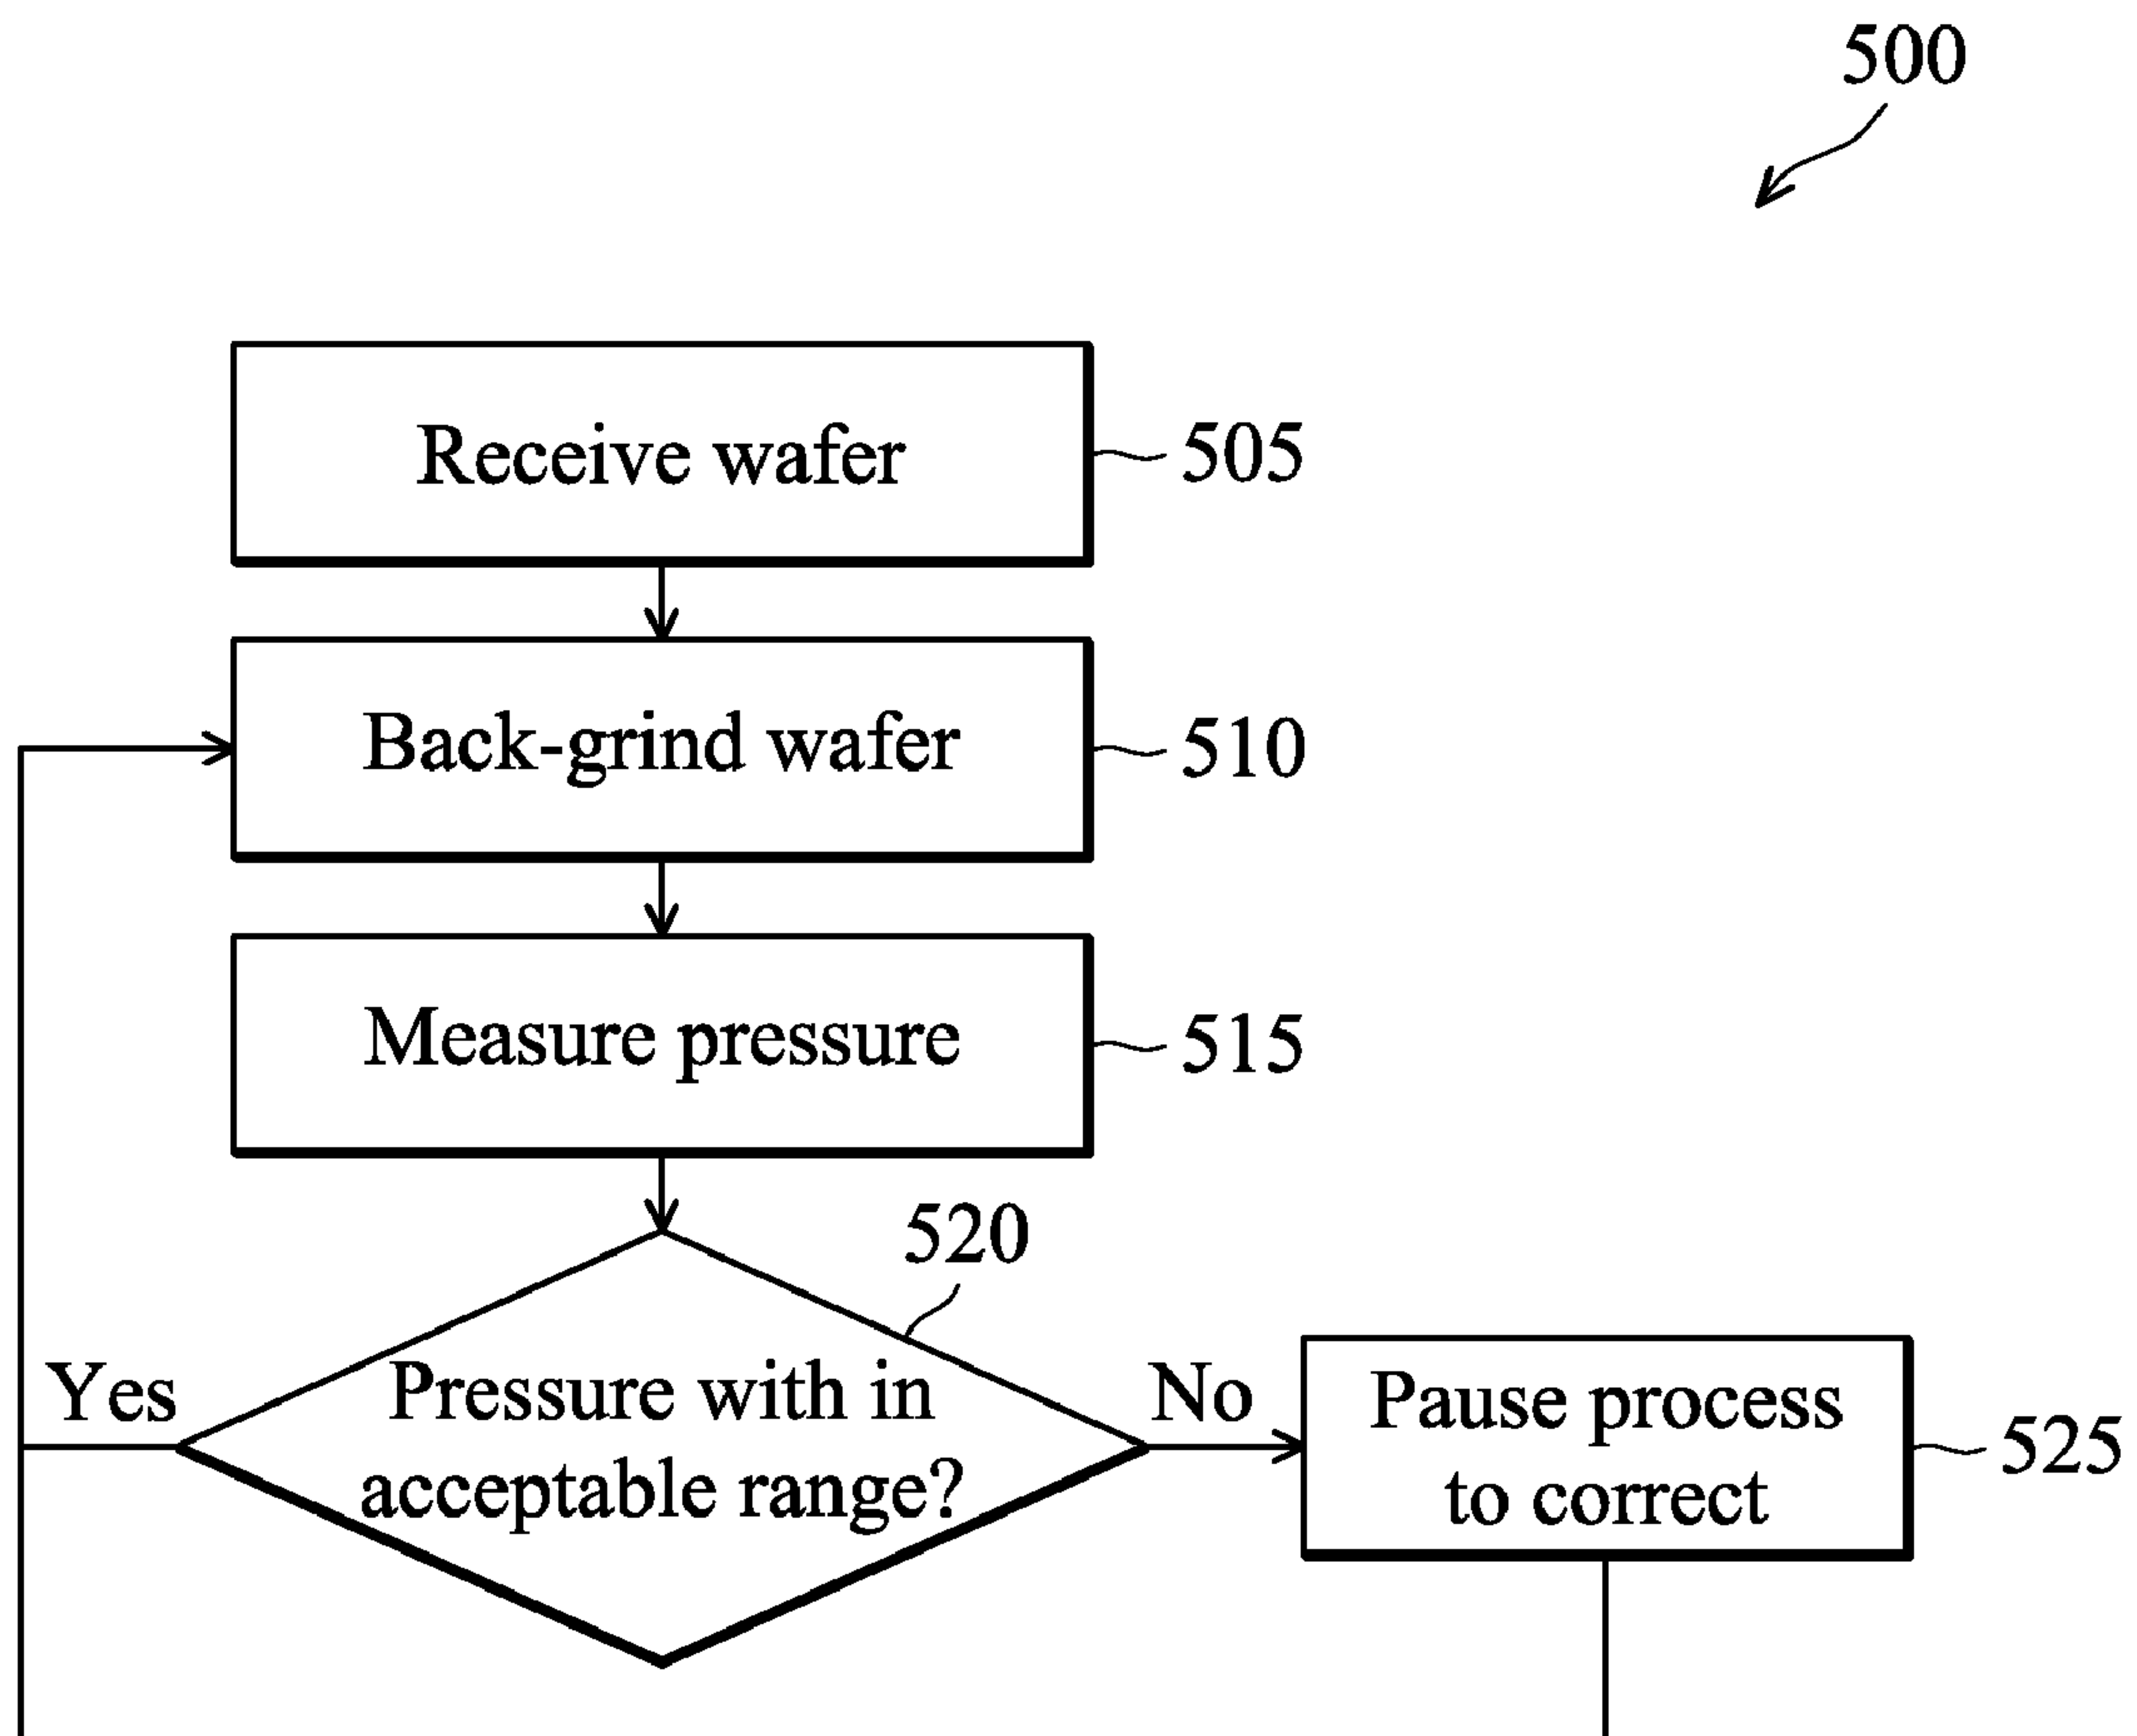 500
Receive wafer
505
Back-grind wafer
510
Measure pressure
515
520
Yes
Pressure with in
acceptable range?
No
Pause process
to correct
525